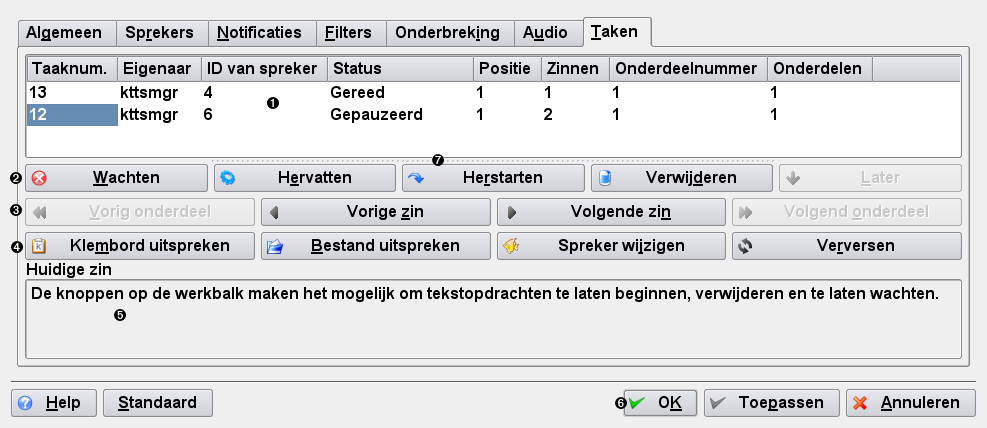 Algemeen Sprekers Notificaties Filters Onderbreking Audio Taken
Taaknum. Eigenaar ID van spreker Status Positie Zinnen Onderdeelnummer Onderdelen
13 kttsmgr 4 Gereed 1 1 1 1
❶
12 kttsmgr 6 Gepauzeerd 1 2 1 1
❼
❷ Wachten Hervatten Herstarten Verwijderen Later
❸ Vorig onderdeel Vorige zin Volgende zin Volgend onderdeel
❹ Klembord uitspreken Bestand uitspreken Spreker wijzigen Verversen
Huidige zin
De knoppen op de werkbalk maken het mogelijk om tekstopdrachten te laten beginnen, verwijderen en te laten wachten.
❺
Help Standaard ❻ OK Toepassen Annuleren